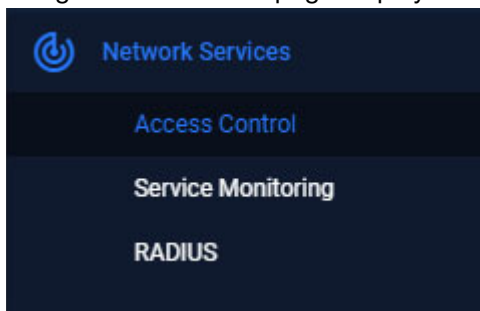 Network Services
Access Control
Service Monitoring
RADIUS